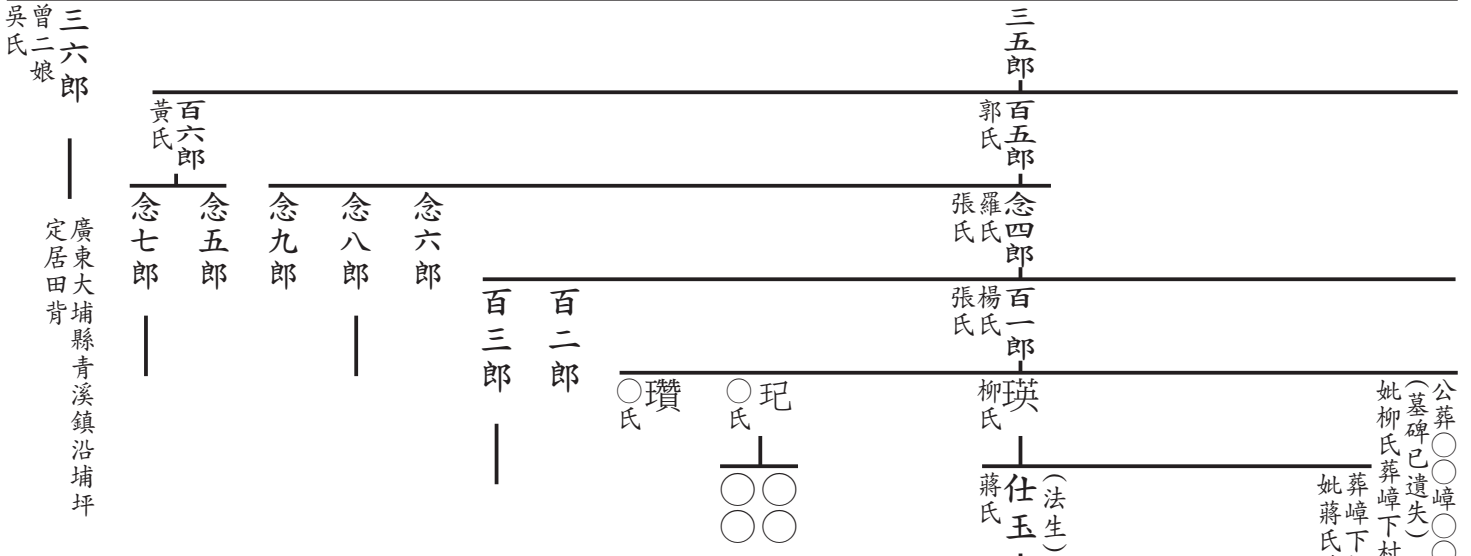 三五郎
百五郎
郭氏
念四郎
羅氏
張氏
百一郎
楊氏
張氏
公葬○○嶂○○
(墓碑已遺失)
妣柳氏葬嶂下村
瑛
柳氏
葬嶂下
妣蔣氏
(法生)
仕玉
蔣氏
玘
○氏
○○
○○
瓚
○氏
百二郎
百三郎
念六郎
念八郎
念九郎
百六郎
黃氏
念五郎
念七郎
三六郎
曾二娘
吳氏
廣東大埔縣青溪鎮沿埔坪
定居田背